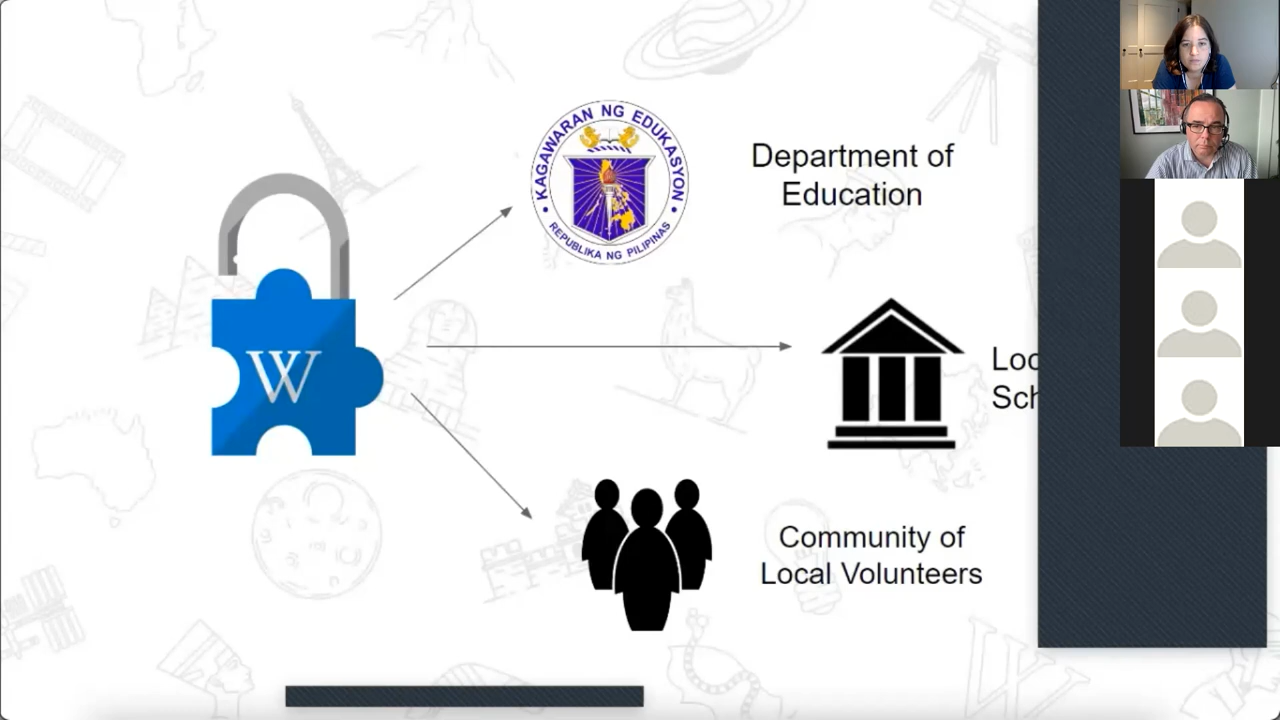 KAGAWARAN NG EDUKASYON
REPUBLIKA NG PILIPINAS
Department of
Education
W
Community of
Local Volunteers